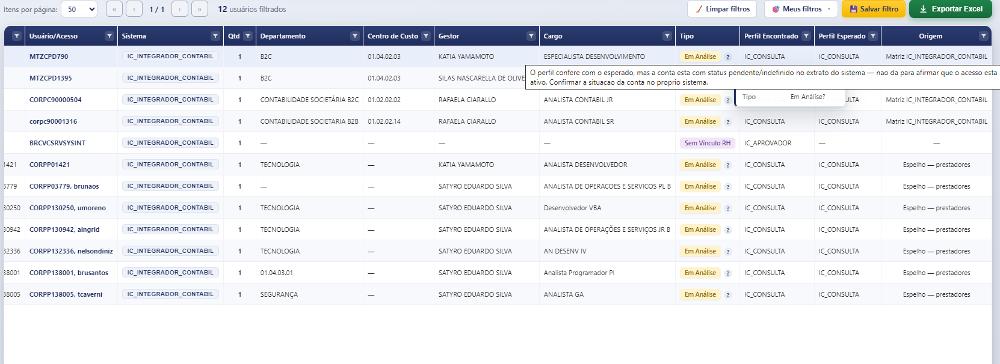 Itens por página: 50 « ‹ 1 / 1 › » 12 usuários filtrados Limpar filtros Meus filtros Salvar filtro Exportar Excel
Usuário/Acesso Sistema Qtd Departamento Centro de Custo Gestor Cargo Tipo Perfil Encontrado Perfil Esperado Origem
MTZCPD790 IC_INTEGRADOR_CONTABIL 1 B2C 01.04.02.03 KATIA YAMAMOTO ESPECIALISTA DESENVOLVIMENTO Em Análise ? IC_CONSULTA IC_CONSULTA Matriz IC_INTEGRADOR_CONTABIL
O perfil confere com o esperado, mas a conta esta com status pendente/indefinido no extrato do sistema — nao da para afirmar que o acesso esta
ativo. Confirmar a situacao da conta no proprio sistema.
MTZCPD1395 IC_INTEGRADOR_CONTABIL 1 B2C 01.04.02.03 SILAS NASCARELLA DE OLIVE
Tipo Em Análise?
CORPC90000504 IC_INTEGRADOR_CONTABIL 1 CONTABILIDADE SOCIETÁRIA B2C 01.02.02.02 RAFAELA CIARALLO ANALISTA CONTABIL JR Em Análise ? ULTA Matriz IC_INTEGRADOR_CONTABIL
corpc90001316 IC_INTEGRADOR_CONTABIL 1 CONTABILIDADE SOCIETARIA B2B 01.02.02.14 RAFAELA CIARALLO ANALISTA CONTABIL SR Em Análise ? IC_CONSULTA IC_CONSULTA Matriz IC_INTEGRADOR_CONTABIL
BRCVCSRVSYSINT IC_INTEGRADOR_CONTABIL 1 — — — — Sem Vínculo RH IC_APROVADOR — —
1421 CORPP01421 IC_INTEGRADOR_CONTABIL 1 TECNOLOGIA — KATIA YAMAMOTO ANALISTA DESENVOLVEDOR Em Análise ? IC_CONSULTA IC_CONSULTA Espelho — prestadores
3779 CORPP03779, brunaos IC_INTEGRADOR_CONTABIL 1 — — SATYRO EDUARDO SILVA ANALISTA DE OPERACOES E SERVICOS PL B Em Análise ? IC_CONSULTA IC_CONSULTA Espelho — prestadores
30250 CORPP130250, umoreno IC_INTEGRADOR_CONTABIL 1 TECNOLOGIA — SATYRO EDUARDO SILVA Desenvolvedor VBA Em Análise ? IC_CONSULTA IC_CONSULTA Espelho — prestadores
30942 CORPP130942, aingrid IC_INTEGRADOR_CONTABIL 1 TECNOLOGIA — SATYRO EDUARDO SILVA ANALISTA DE OPERAÇÕES E SERVIÇOS JR B Em Análise ? IC_CONSULTA IC_CONSULTA Espelho — prestadores
32336 CORPP132336, nelsondiniz IC_INTEGRADOR_CONTABIL 1 TECNOLOGIA — SATYRO EDUARDO SILVA AN DESENV IV Em Análise ? IC_CONSULTA IC_CONSULTA Espelho — prestadores
38001 CORPP138001, brusantos IC_INTEGRADOR_CONTABIL 1 01.04.03.01 — SATYRO EDUARDO SILVA Analista Programador Pl Em Análise ? IC_CONSULTA IC_CONSULTA Espelho — prestadores
38005 CORPP138005, tcaverni IC_INTEGRADOR_CONTABIL 1 SEGURANÇA — SATYRO EDUARDO SILVA ANALISTA GA Em Análise ? IC_CONSULTA IC_CONSULTA Espelho — prestadores